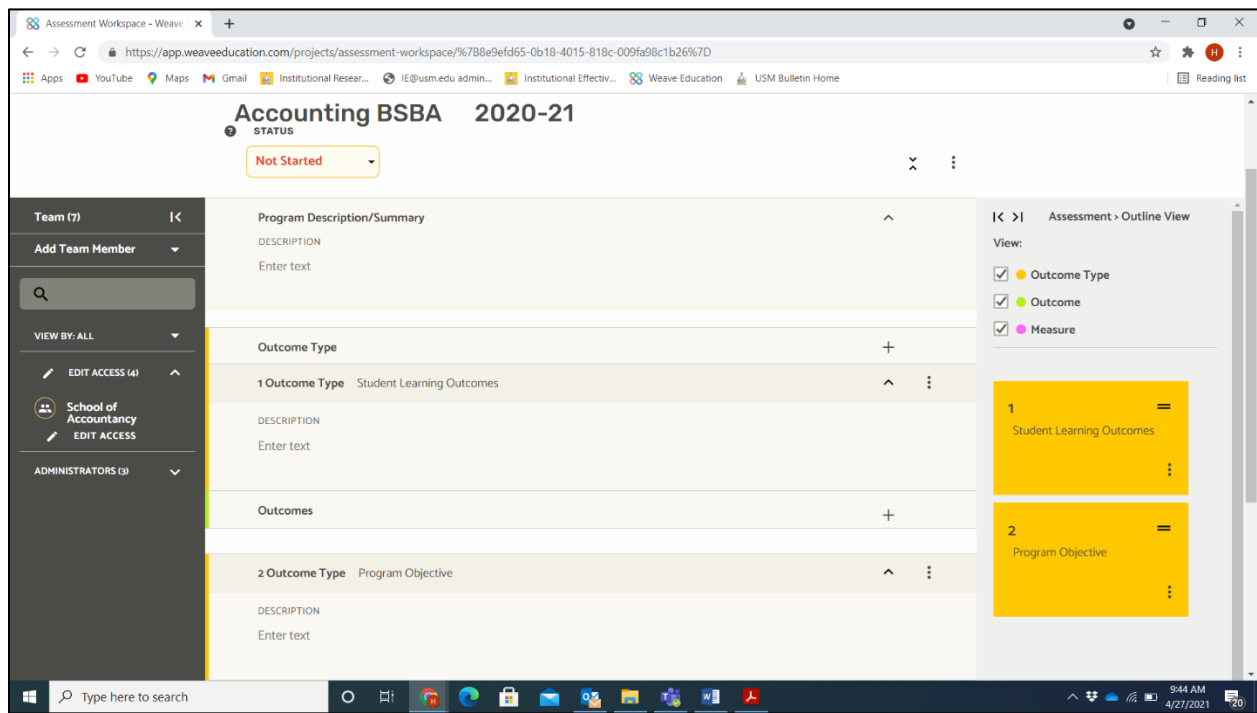 Assessment Workspace - Weave
https://app.weaveeducation.com/projects/assessment-workspace/%7B8e9efd65-0b18-4015-818c-009fa98c1b26%7D
H
Apps YouTube Maps Gmail Institutional Resear... IE@usm.edu admin... Institutional Effectiv... Weave Education USM Bulletin Home Reading list
Accounting BSBA 2020-21
STATUS
Not Started
Team (7)
Add Team Member
VIEW BY: ALL
EDIT ACCESS (4)
School of
Accountancy
EDIT ACCESS
ADMINISTRATORS (3)
Program Description/Summary
DESCRIPTION
Enter text
Outcome Type
1 Outcome Type Student Learning Outcomes
DESCRIPTION
Enter text
Outcomes
2 Outcome Type Program Objective
DESCRIPTION
Enter text
Assessment > Outline View
View:
Outcome Type
Outcome
Measure
1
Student Learning Outcomes
2
Program Objective
Type here to search
9:44 AM
4/27/2021
20